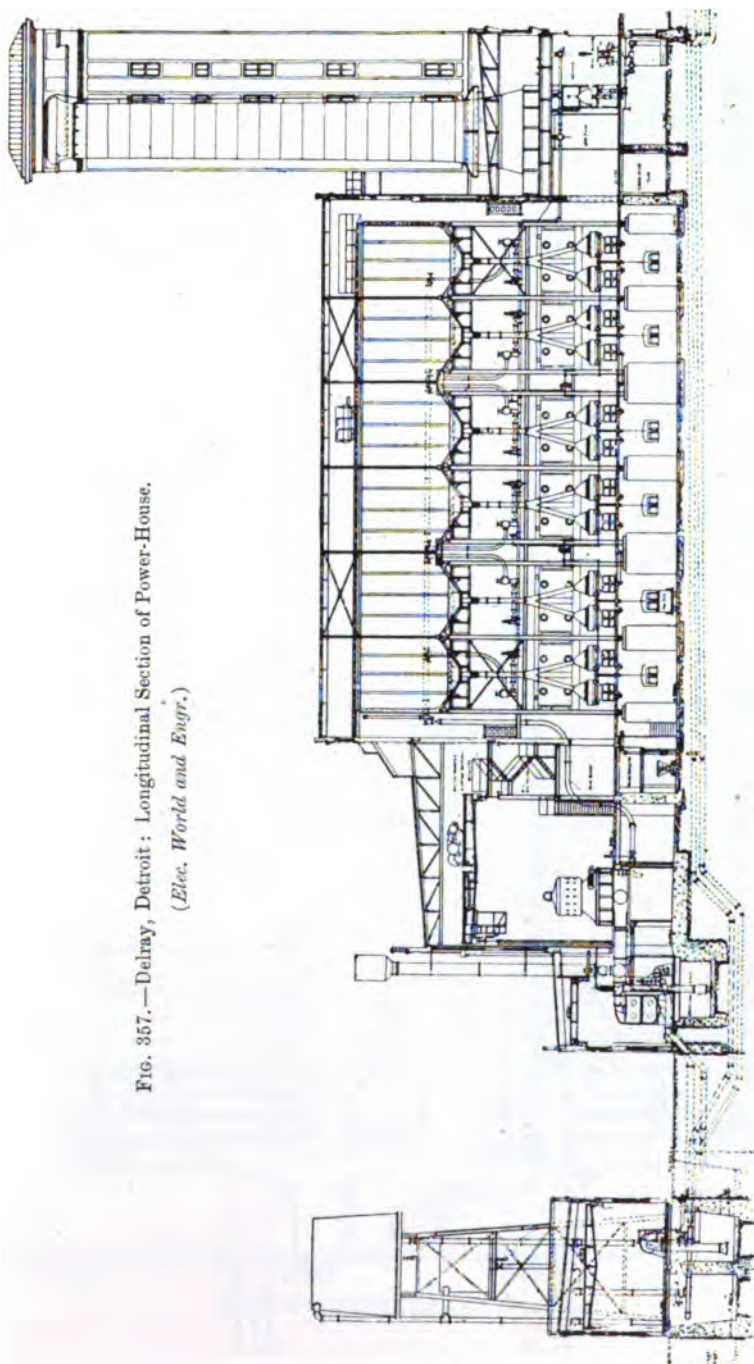 Fig. 357.—Delray, Detroit: Longitudinal Section of Power-House.
(Elec. World and Engr.)